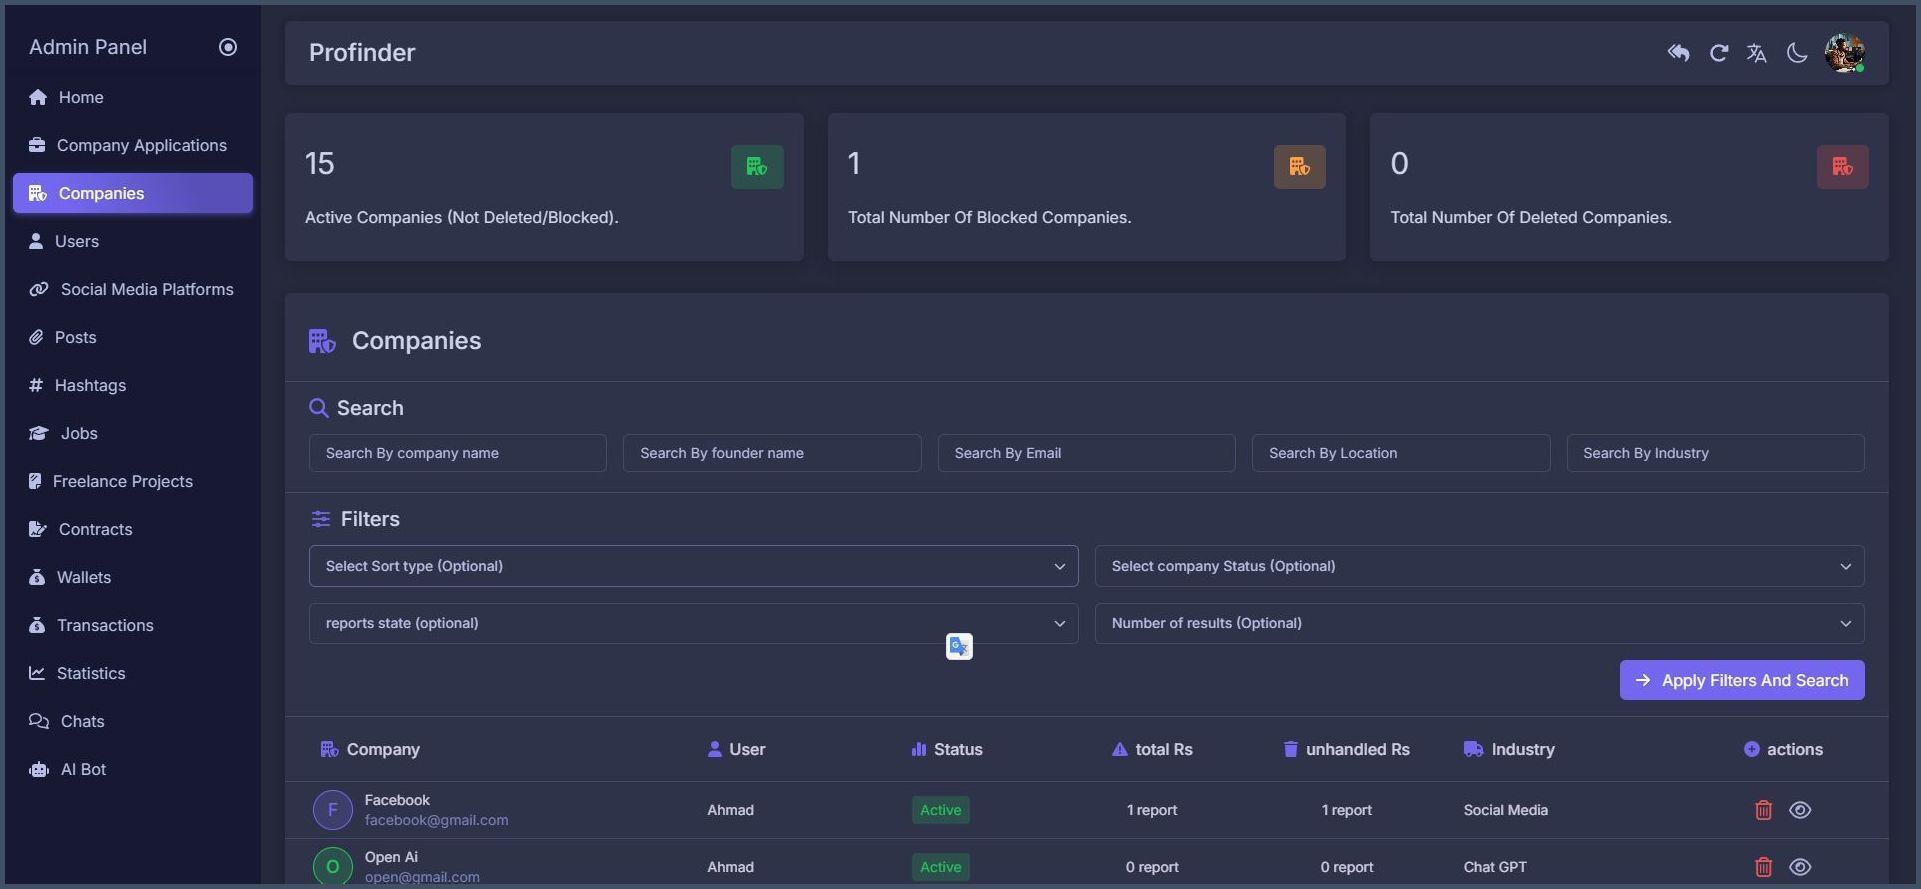 Admin Panel
Home
Company Applications
Companies
Users
Social Media Platforms
Posts
Hashtags
Jobs
Freelance Projects
Contracts
Wallets
Transactions
Statistics
Chats
AI Bot
Profinder
15
Active Companies (Not Deleted/Blocked).
1
Total Number Of Blocked Companies.
0
Total Number Of Deleted Companies.
Companies
Search
Search By company name Search By founder name Search By Email Search By Location Search By Industry
Filters
Select Sort type (Optional) Select company Status (Optional)
reports state (optional) Number of results (Optional)
Apply Filters And Search
Company User Status total Rs unhandled Rs Industry actions
F Facebook Ahmad Active 1 report 1 report Social Media
facebook@gmail.com
O Open Ai Ahmad Active 0 report 0 report Chat GPT
open@gmail.com